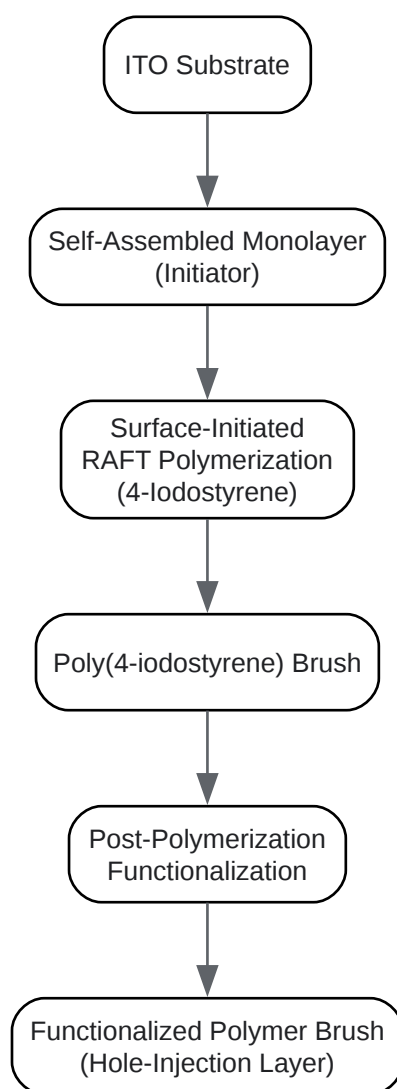 ITO Substrate
Self-Assembled Monolayer
(Initiator)
Surface-Initiated
RAFT Polymerization
(4-Iodostyrene)
Poly(4-iodostyrene) Brush
Post-Polymerization
Functionalization
Functionalized Polymer Brush
(Hole-Injection Layer)